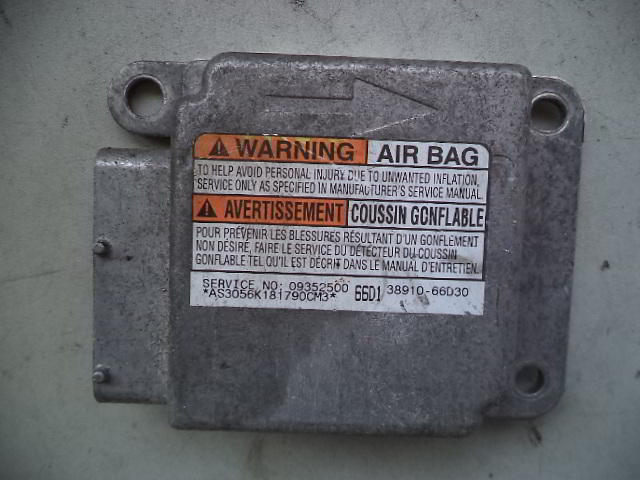 WARNING AIR BAG
TO HELP AVOID PERSONAL INJURY DUE TO UNWANTED INFLATION,
SERVICE ONLY AS SPECIFIED IN MANUFACTURER'S SERVICE MANUAL.
AVERTISSEMENT COUSSIN GONFLABLE
POUR PRÉVENIR LES BLESSURES RÉSULTANT D'UN GONFLEMENT
NON DÉSIRÉ, FAIRE LE SERVICE DU DÉTECTEUR DU COUSSIN
GONFLABLE TEL QU'IL EST DÉCRIT DANS LE MANUAL D'ENTRETIEN.
SERVICE NO: 09352500 66D1 38910-66D30
*AS3056K181790CM3*